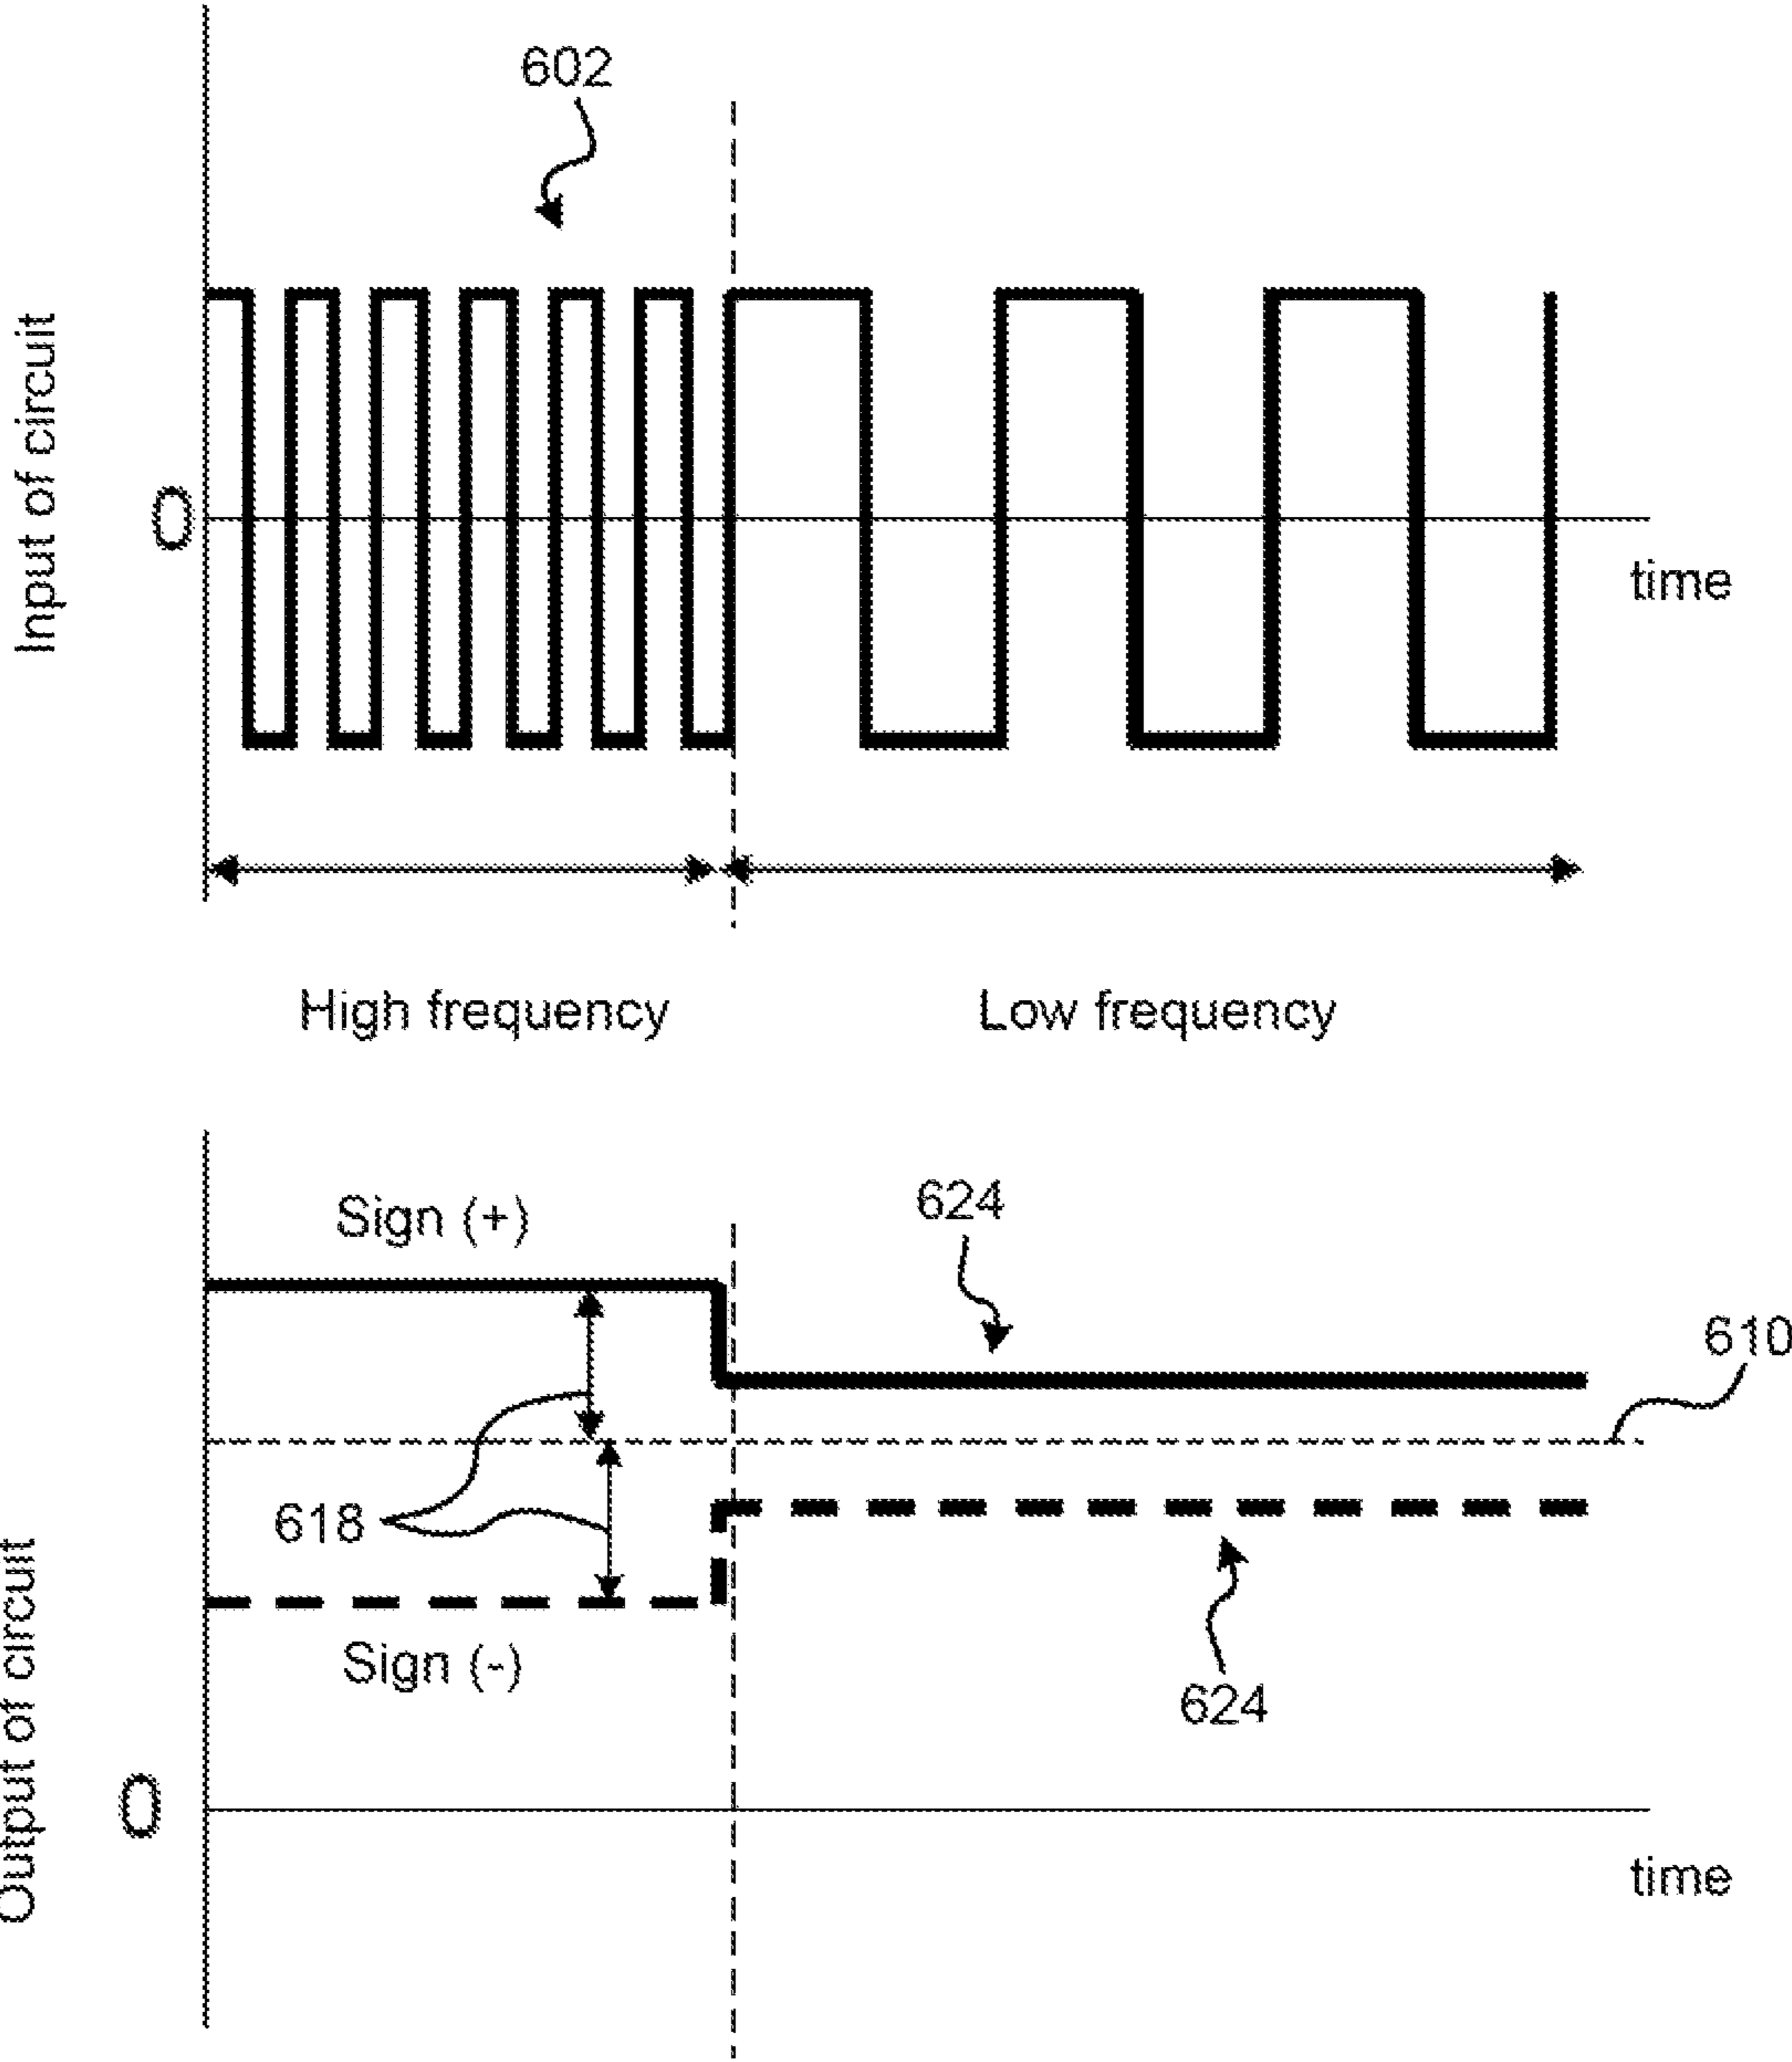 602
Input of circuit
0
time
High frequency
Low frequency
Sign (+)
624
610
618
Sign (-)
624
Output of circuit
0
time